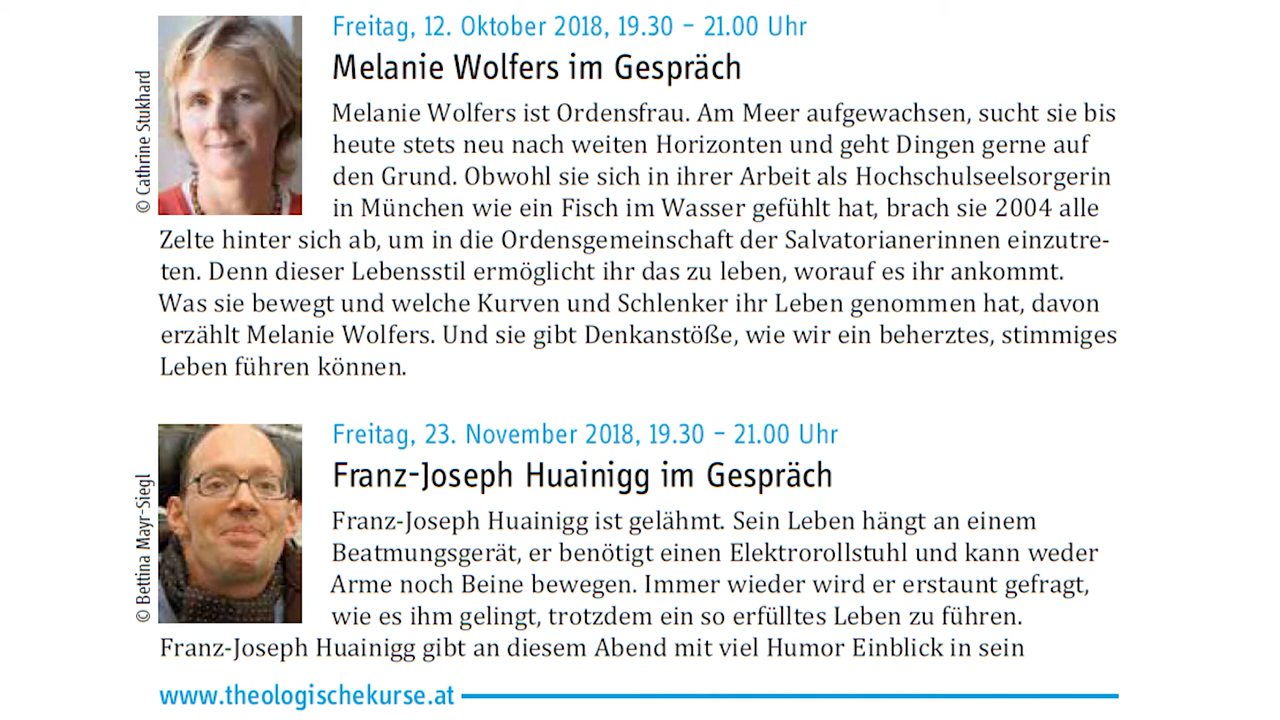 © Cathrine Stukhard
Freitag, 12. Oktober 2018, 19.30 – 21.00 Uhr
Melanie Wolfers im Gespräch
Melanie Wolfers ist Ordensfrau. Am Meer aufgewachsen, sucht sie bis
heute stets neu nach weiten Horizonten und geht Dingen gerne auf
den Grund. Obwohl sie sich in ihrer Arbeit als Hochschulseelsorgerin
in München wie ein Fisch im Wasser gefühlt hat, brach sie 2004 alle
Zelte hinter sich ab, um in die Ordensgemeinschaft der Salvatorianerinnen einzutre-
ten. Denn dieser Lebensstil ermöglicht ihr das zu leben, worauf es ihr ankommt.
Was sie bewegt und welche Kurven und Schlenker ihr Leben genommen hat, davon
erzählt Melanie Wolfers. Und sie gibt Denkanstöße, wie wir ein beherztes, stimmiges
Leben führen können.
© Bettina Mayr-Siegl
Freitag, 23. November 2018, 19.30 – 21.00 Uhr
Franz-Joseph Huainigg im Gespräch
Franz-Joseph Huainigg ist gelähmt. Sein Leben hängt an einem
Beatmungsgerät, er benötigt einen Elektrorollstuhl und kann weder
Arme noch Beine bewegen. Immer wieder wird er erstaunt gefragt,
wie es ihm gelingt, trotzdem ein so erfülltes Leben zu führen.
Franz-Joseph Huainigg gibt an diesem Abend mit viel Humor Einblick in sein
www.theologischekurse.at